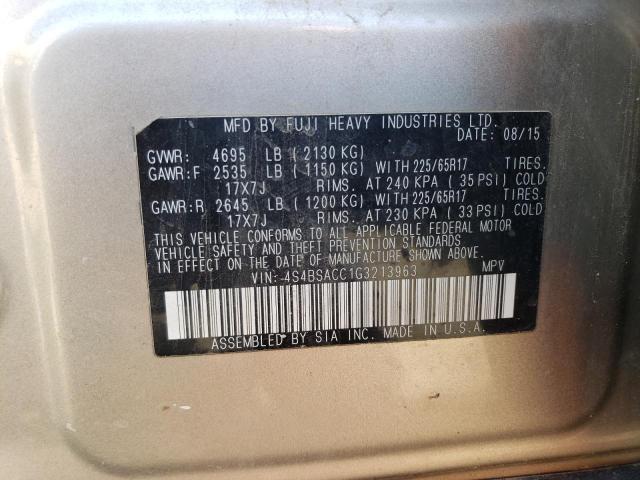 MFD BY FUJI HEAVY INDUSTRIES LTD.
DATE: 08/15
GVWR: 4695 LB ( 2130 KG)
GAWR:F 2535 LB ( 1150 KG) WITH 225/65R17 TIRES.
17X7J RIMS. AT 240 KPA ( 35 PSI) COLD
GAWR:R 2645 LB ( 1200 KG) WITH 225/65R17 TIRES.
17X7J RIMS. AT 230 KPA ( 33 PSI) COLD
THIS VEHICLE CONFORMS TO ALL APPLICABLE FEDERAL MOTOR
VEHICLE SAFETY AND THEFT PREVENTION STANDARDS
IN EFFECT ON THE DATE OF MANUFACTURE SHOWN ABOVE.
VIN: 4S4BSACC1G3213963 MPV
ASSEMBLED BY SIA INC. MADE IN U.S.A.